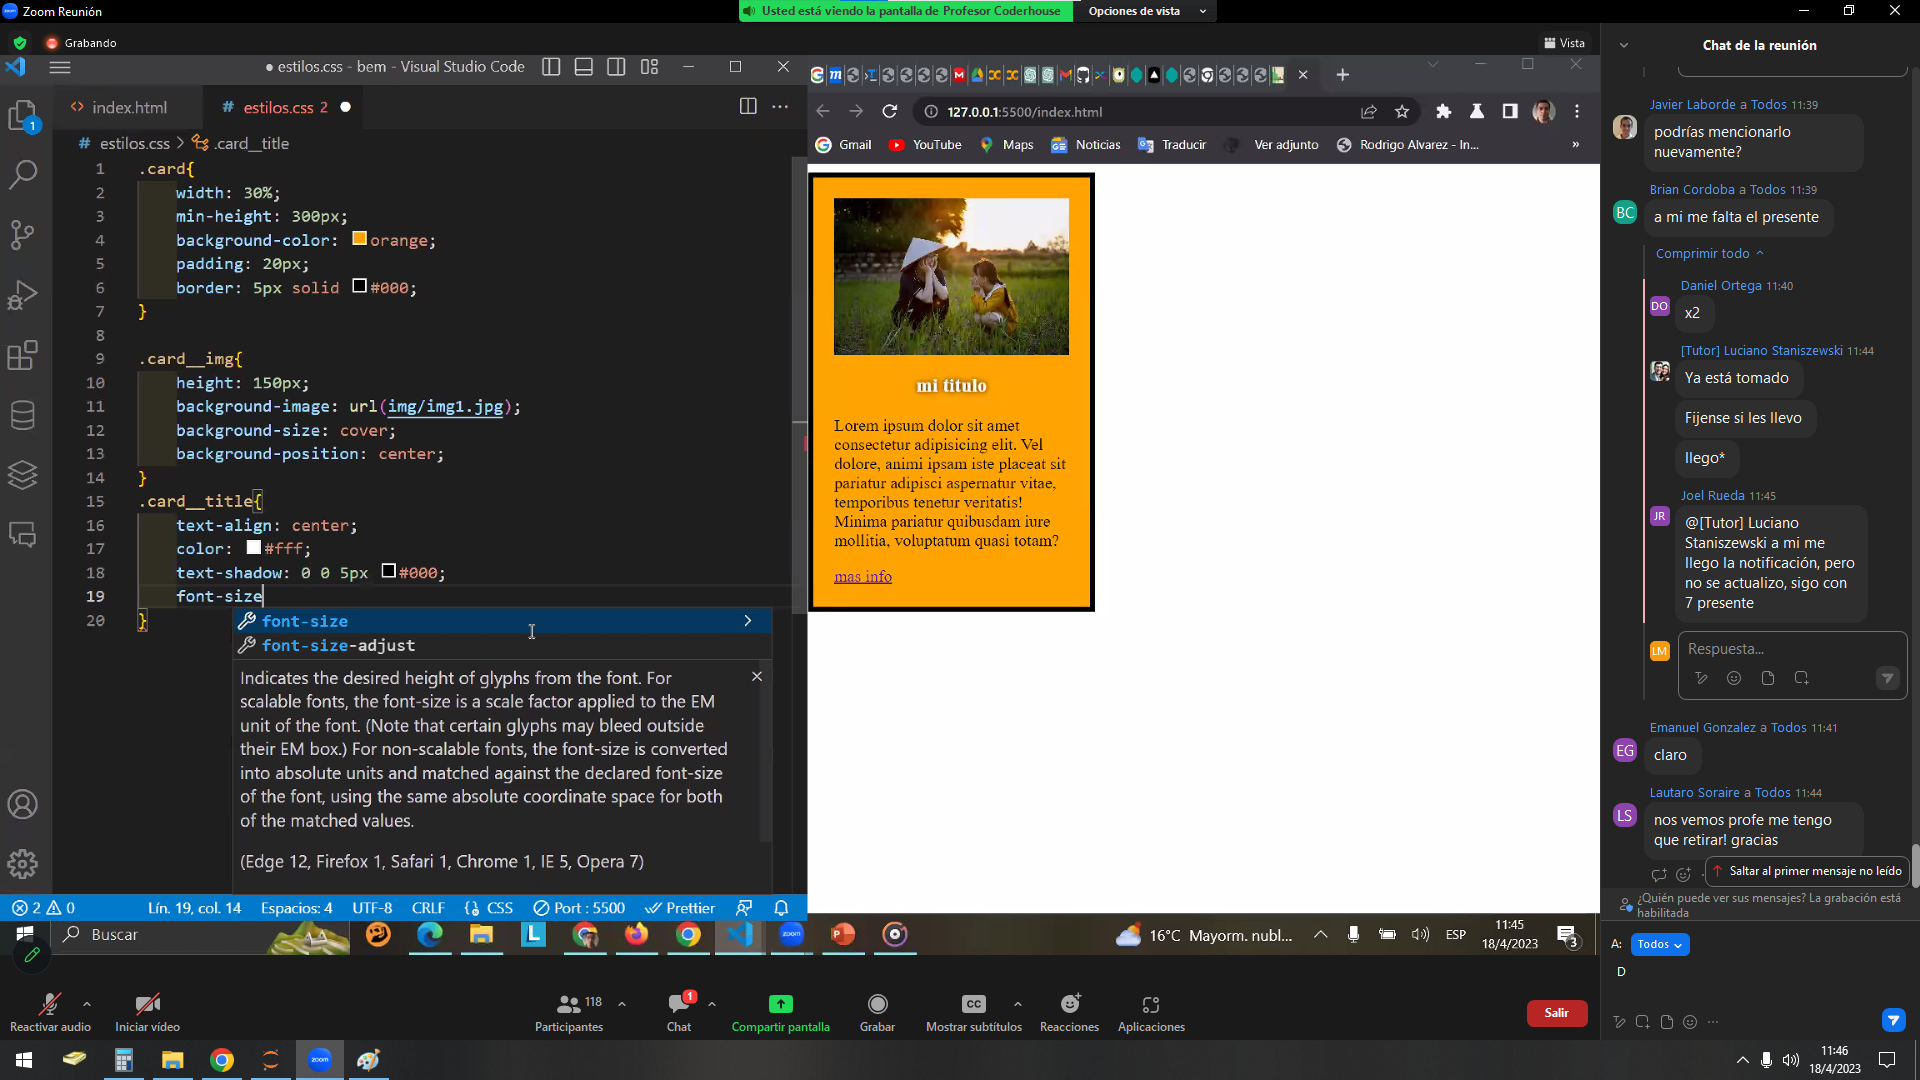 Zoom Reunión
Usted está viendo la pantalla de Profesor Coderhouse
Opciones de vista
Grabando
Vista
estilos.css - bem - Visual Studio Code
index.html
# estilos.css 2
# estilos.css > .card__title
1 .card{
2 width: 30%;
3 min-height: 300px;
4 background-color: orange;
5 padding: 20px;
6 border: 5px solid #000;
7 }
8
9 .card__img{
10 height: 150px;
11 background-image: url(img/img1.jpg);
12 background-size: cover;
13 background-position: center;
14 }
15 .card__title{
16 text-align: center;
17 color: #fff;
18 text-shadow: 0 0 5px #000;
19 font-size
20 }
font-size
font-size-adjust
Indicates the desired height of glyphs from the font. For
scalable fonts, the font-size is a scale factor applied to the EM
unit of the font. (Note that certain glyphs may bleed outside
their EM box.) For non-scalable fonts, the font-size is converted
into absolute units and matched against the declared font-size
of the font, using the same absolute coordinate space for both
of the matched values.
(Edge 12, Firefox 1, Safari 1, Chrome 1, IE 5, Opera 7)
1
2 0
Lín. 19, col. 14
Espacios: 4
UTF-8
CRLF
{} CSS
Port : 5500
Prettier
127.0.0.1:5500/index.html
Gmail
YouTube
Maps
Noticias
Traducir
Ver adjunto
Rodrigo Alvarez - In...
»
mi titulo
Lorem ipsum dolor sit amet
consectetur adipisicing elit. Vel
dolore, animi ipsam iste placeat sit
pariatur adipisci aspernatur vitae,
temporibus tenetur veritatis!
Minima pariatur quibusdam iure
mollitia, voluptatum quasi totam?
mas info
Buscar
16°C Mayorm. nubl...
ESP
11:45
18/4/2023
3
Chat de la reunión
Javier Laborde a Todos 11:39
podrías mencionarlo
nuevamente?
Brian Cordoba a Todos 11:39
BC
a mi me falta el presente
Comprimir todo
Daniel Ortega 11:40
DO
x2
[Tutor] Luciano Staniszewski 11:44
Ya está tomado
Fijense si les llevo
llego*
Joel Rueda 11:45
JR
@[Tutor] Luciano
Staniszewski a mi me
llego la notificación, pero
no se actualizo, sigo con
7 presente
LM
Respuesta...
Emanuel Gonzalez a Todos 11:41
EG
claro
Lautaro Soraire a Todos 11:44
LS
nos vemos profe me tengo
que retirar! gracias
Saltar al primer mensaje no leído
¿Quién puede ver sus mensajes? La grabación está
habilitada
A: Todos
D
Reactivar audio
Iniciar vídeo
118
Participantes
1
Chat
Compartir pantalla
Grabar
CC
Mostrar subtítulos
Reacciones
Aplicaciones
Salir
zoom
11:46
18/4/2023